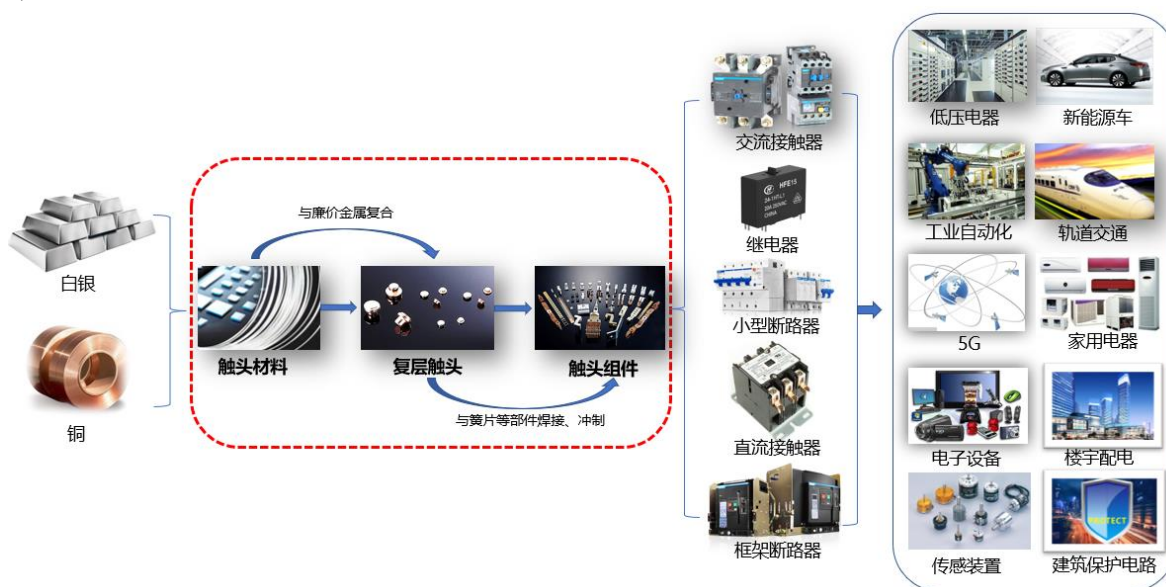 白银
铜
与廉价金属复合
触头材料
复层触头
触头组件
与簧片等部件焊接、冲制
交流接触器
HFE15
继电器
小型断路器
直流接触器
框架断路器
低压电器
新能源车
工业自动化
轨道交通
5G
家用电器
电子设备
楼宇配电
传感装置
PROTECT
建筑保护电路